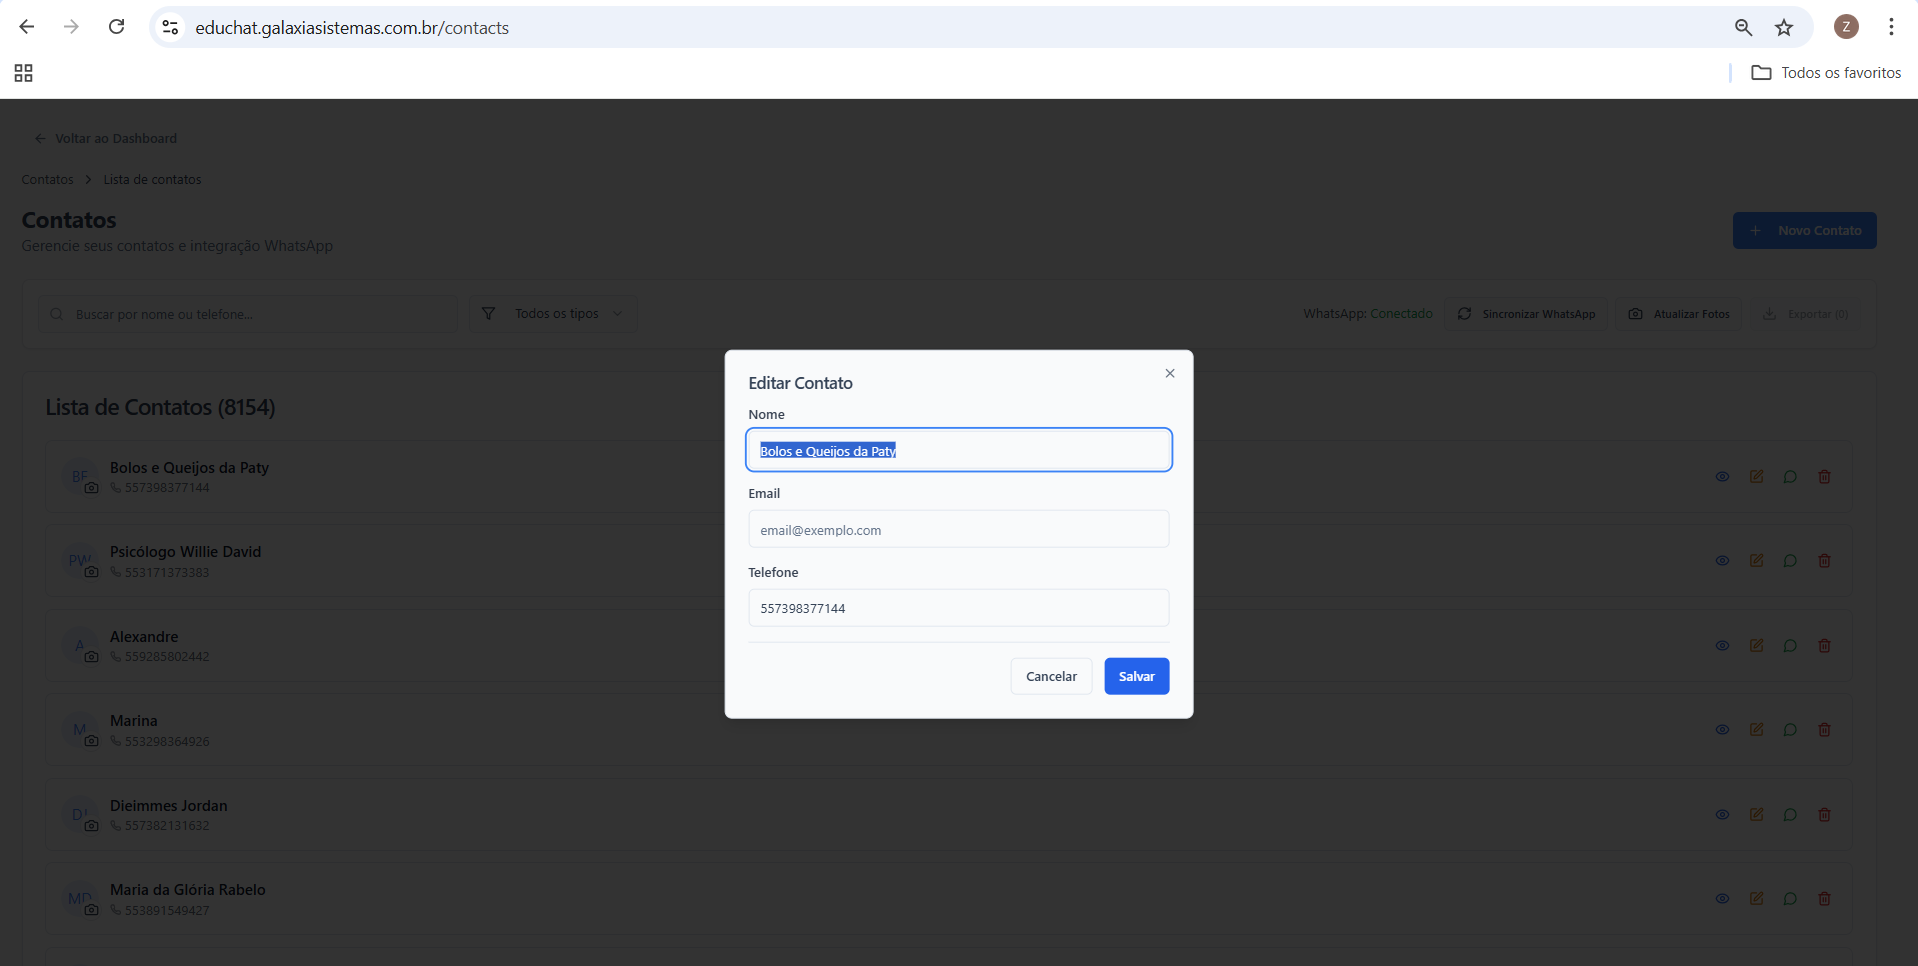 educhat.galaxiasistemas.com.br/contacts
Z
Todos os favoritos
Voltar ao Dashboard
Contatos > Lista de contatos
Contatos
Gerencie seus contatos e integração WhatsApp
+ Novo Contato
Buscar por nome ou telefone...
Todos os tipos
WhatsApp: Conectado
Sincronizar WhatsApp
Atualizar Fotos
Exportar (0)
Lista de Contatos (8154)
Bolos e Queijos da Paty
557398377144
PW
Psicólogo Willie David
553171373383
A
Alexandre
559285802442
M
Marina
553298364926
Dieimmes Jordan
557382131632
Maria da Glória Rabelo
553891549427
Editar Contato
Nome
Bolos e Queijos da Paty
Email
email@exemplo.com
Telefone
557398377144
Cancelar
Salvar